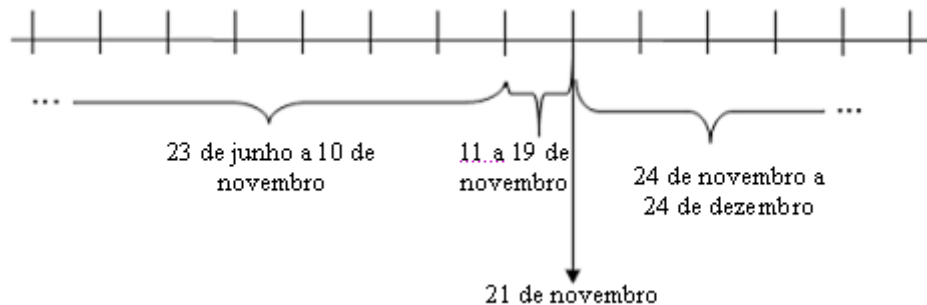 ...
23 de junho a 10 de
novembro
11 a 19 de
novembro
24 de novembro a
24 de dezembro
...
21 de novembro